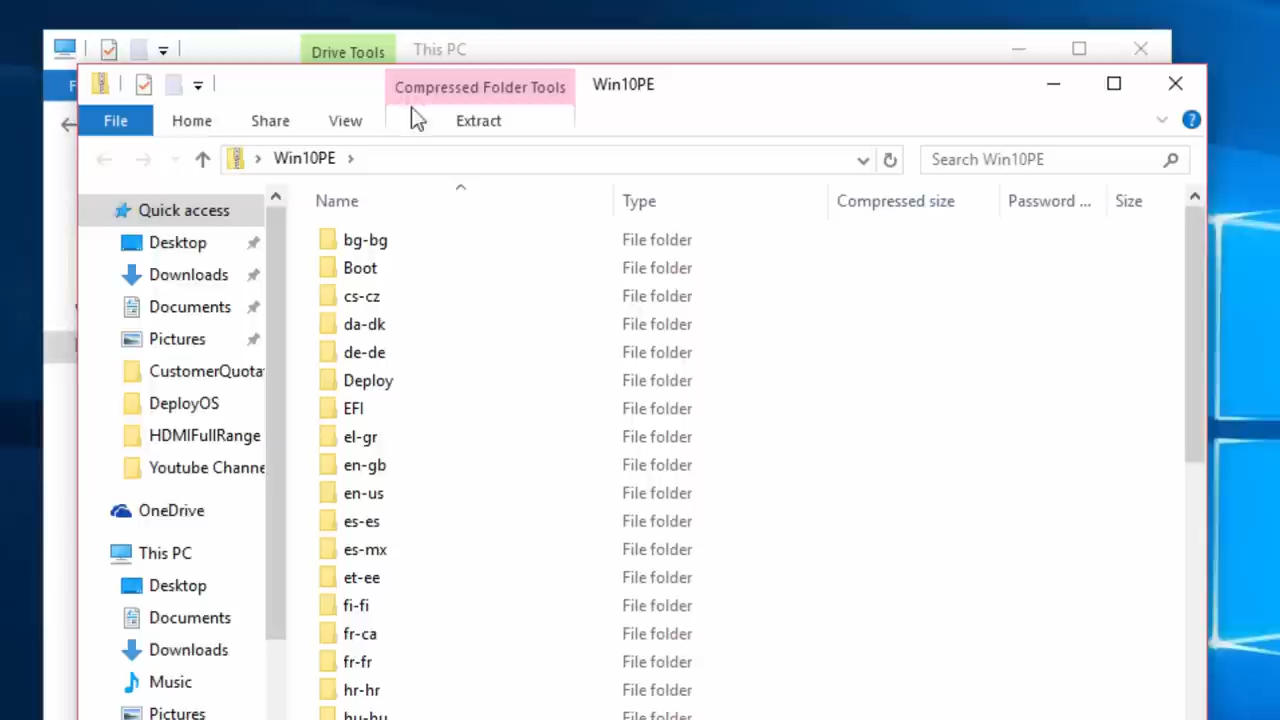 Drive Tools This PC
F
Compressed Folder Tools Win10PE
File Home Share View Extract
Win10PE Search Win10PE
Name Type Compressed size Password ... Size
Quick access
Desktop
Downloads
Documents
Pictures
CustomerQuota
DeployOS
HDMIFullRange
Youtube Channe
OneDrive
This PC
Desktop
Documents
Downloads
Music
Pictures
bg-bg File folder
Boot File folder
cs-cz File folder
da-dk File folder
de-de File folder
Deploy File folder
EFI File folder
el-gr File folder
en-gb File folder
en-us File folder
es-es File folder
es-mx File folder
et-ee File folder
fi-fi File folder
fr-ca File folder
fr-fr File folder
hr-hr File folder
hu-hu File folder